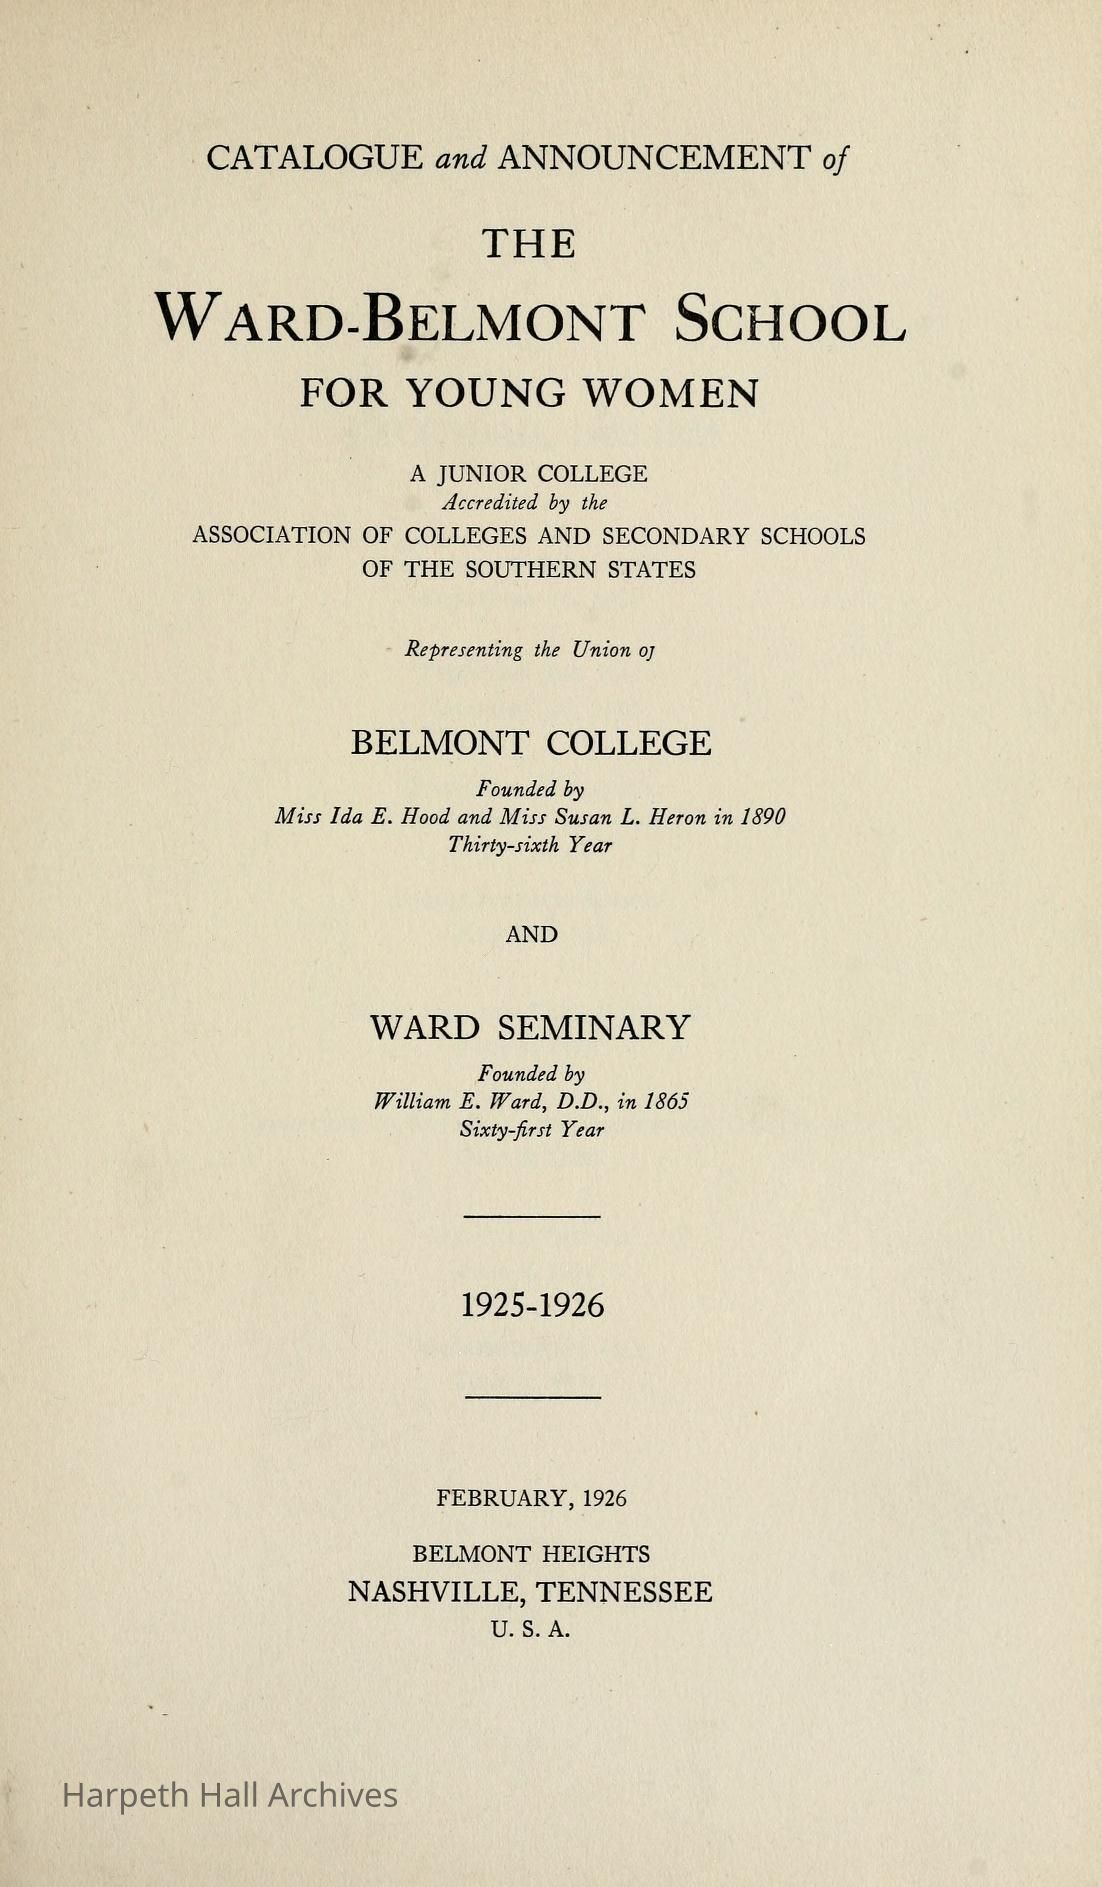 CATALOGUE and ANNOUNCEMENT of
THE
WARD-BELMONT SCHOOL
FOR YOUNG WOMEN
A JUNIOR COLLEGE
Accredited by the
ASSOCIATION OF COLLEGES AND SECONDARY SCHOOLS
OF THE SOUTHERN STATES
Representing the Union of
BELMONT COLLEGE
Founded by
Miss Ida E. Hood and Miss Susan L. Heron in 1890
Thirty-sixth Year
AND
WARD SEMINARY
Founded by
William E. Ward, D.D., in 1865
Sixty-first Year
1925-1926
FEBRUARY, 1926
BELMONT HEIGHTS
NASHVILLE, TENNESSEE
U. S. A.
Harpeth Hall Archives